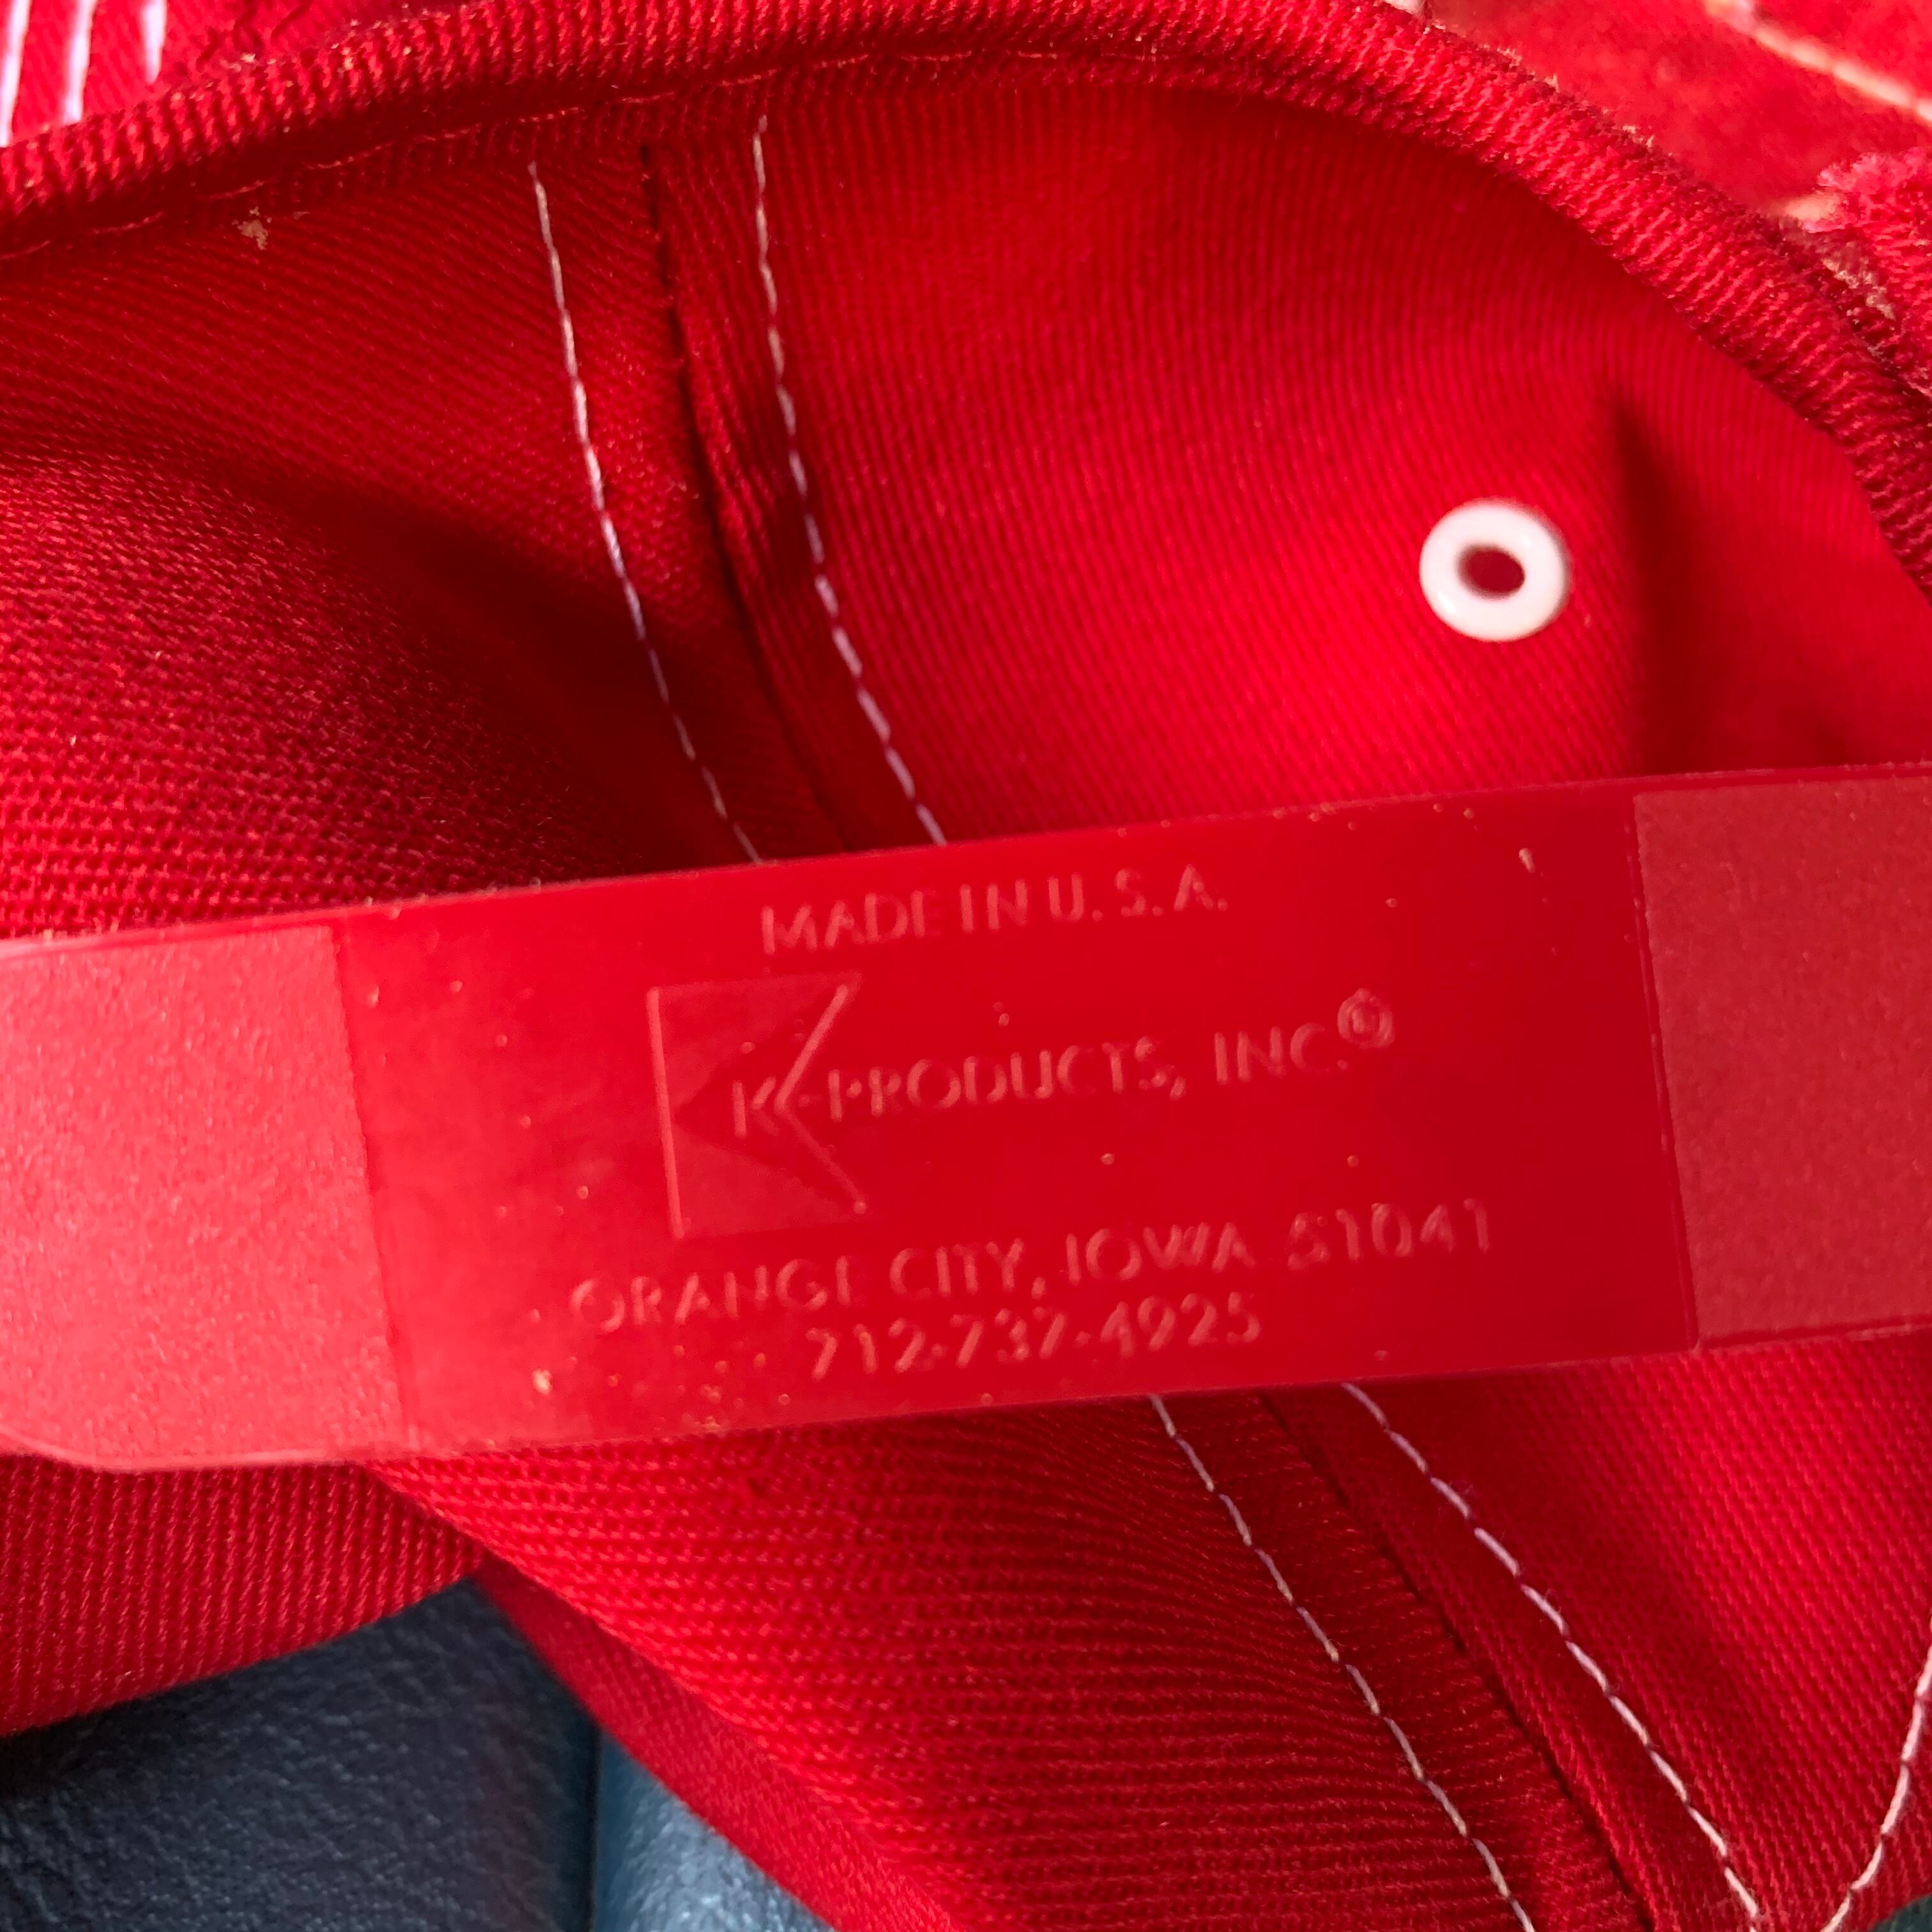 MADE IN U.S.A.
K-PRODUCTS, INC.®
ORANGE CITY, IOWA 51041
712-737-4925